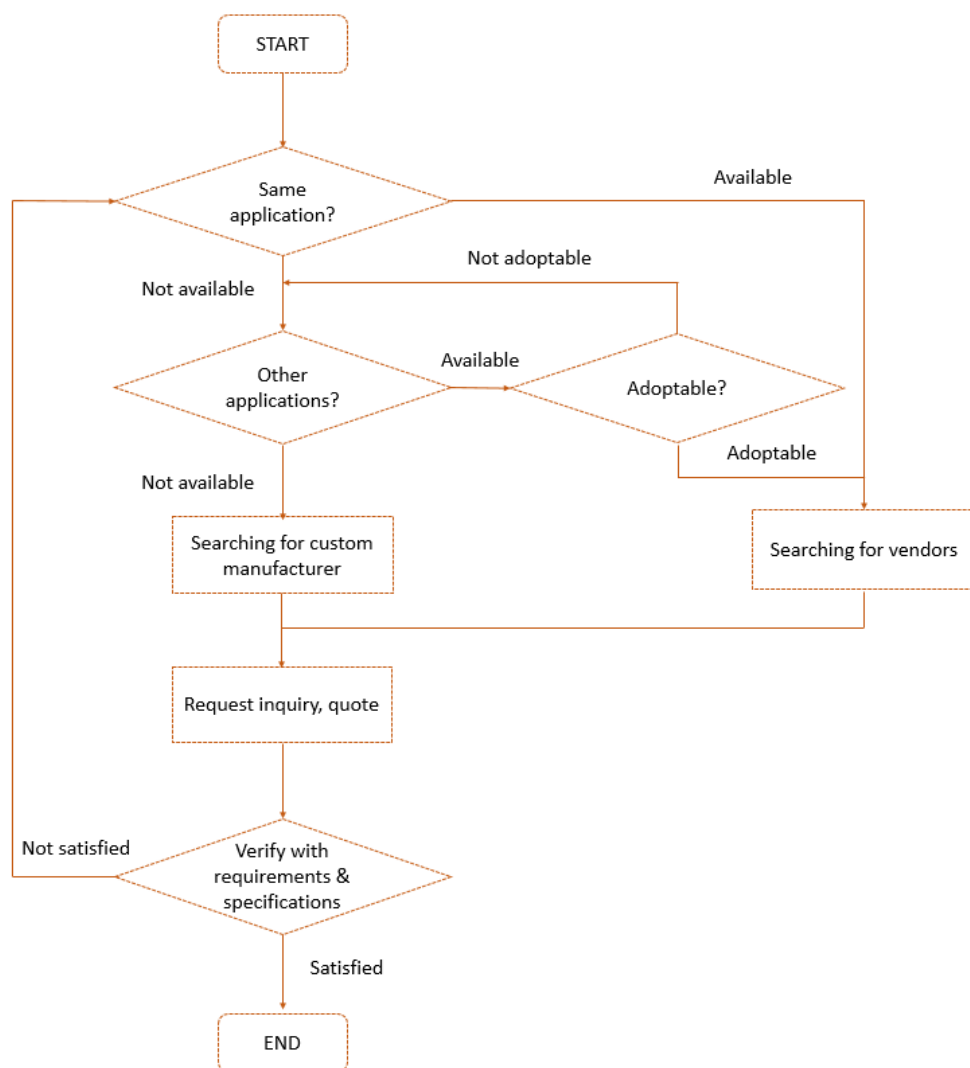 START
Same
application?
Available
Not adoptable
Not available
Other
applications?
Available
Adoptable?
Adoptable
Not available
Searching for custom
manufacturer
Searching for vendors
Request inquiry, quote
Not satisfied
Verify with
requirements &
specifications
Satisfied
END